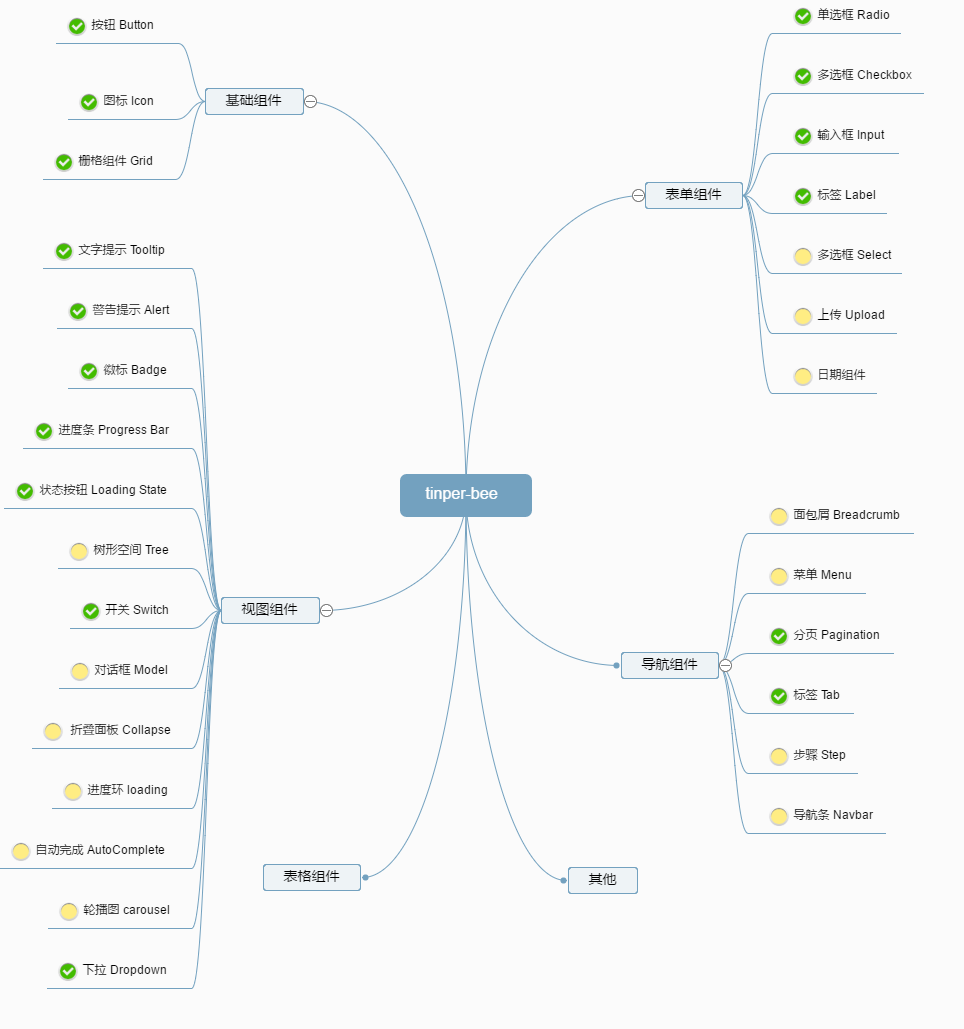 tinper-bee
基础组件
按钮 Button
图标 Icon
栅格组件 Grid
表单组件
单选框 Radio
多选框 Checkbox
输入框 Input
标签 Label
多选框 Select
上传 Upload
日期组件
视图组件
文字提示 Tooltip
警告提示 Alert
徽标 Badge
进度条 Progress Bar
状态按钮 Loading State
树形空间 Tree
开关 Switch
对话框 Model
折叠面板 Collapse
进度环 loading
自动完成 AutoComplete
轮播图 carousel
下拉 Dropdown
导航组件
面包屑 Breadcrumb
菜单 Menu
分页 Pagination
标签 Tab
步骤 Step
导航条 Navbar
表格组件
其他